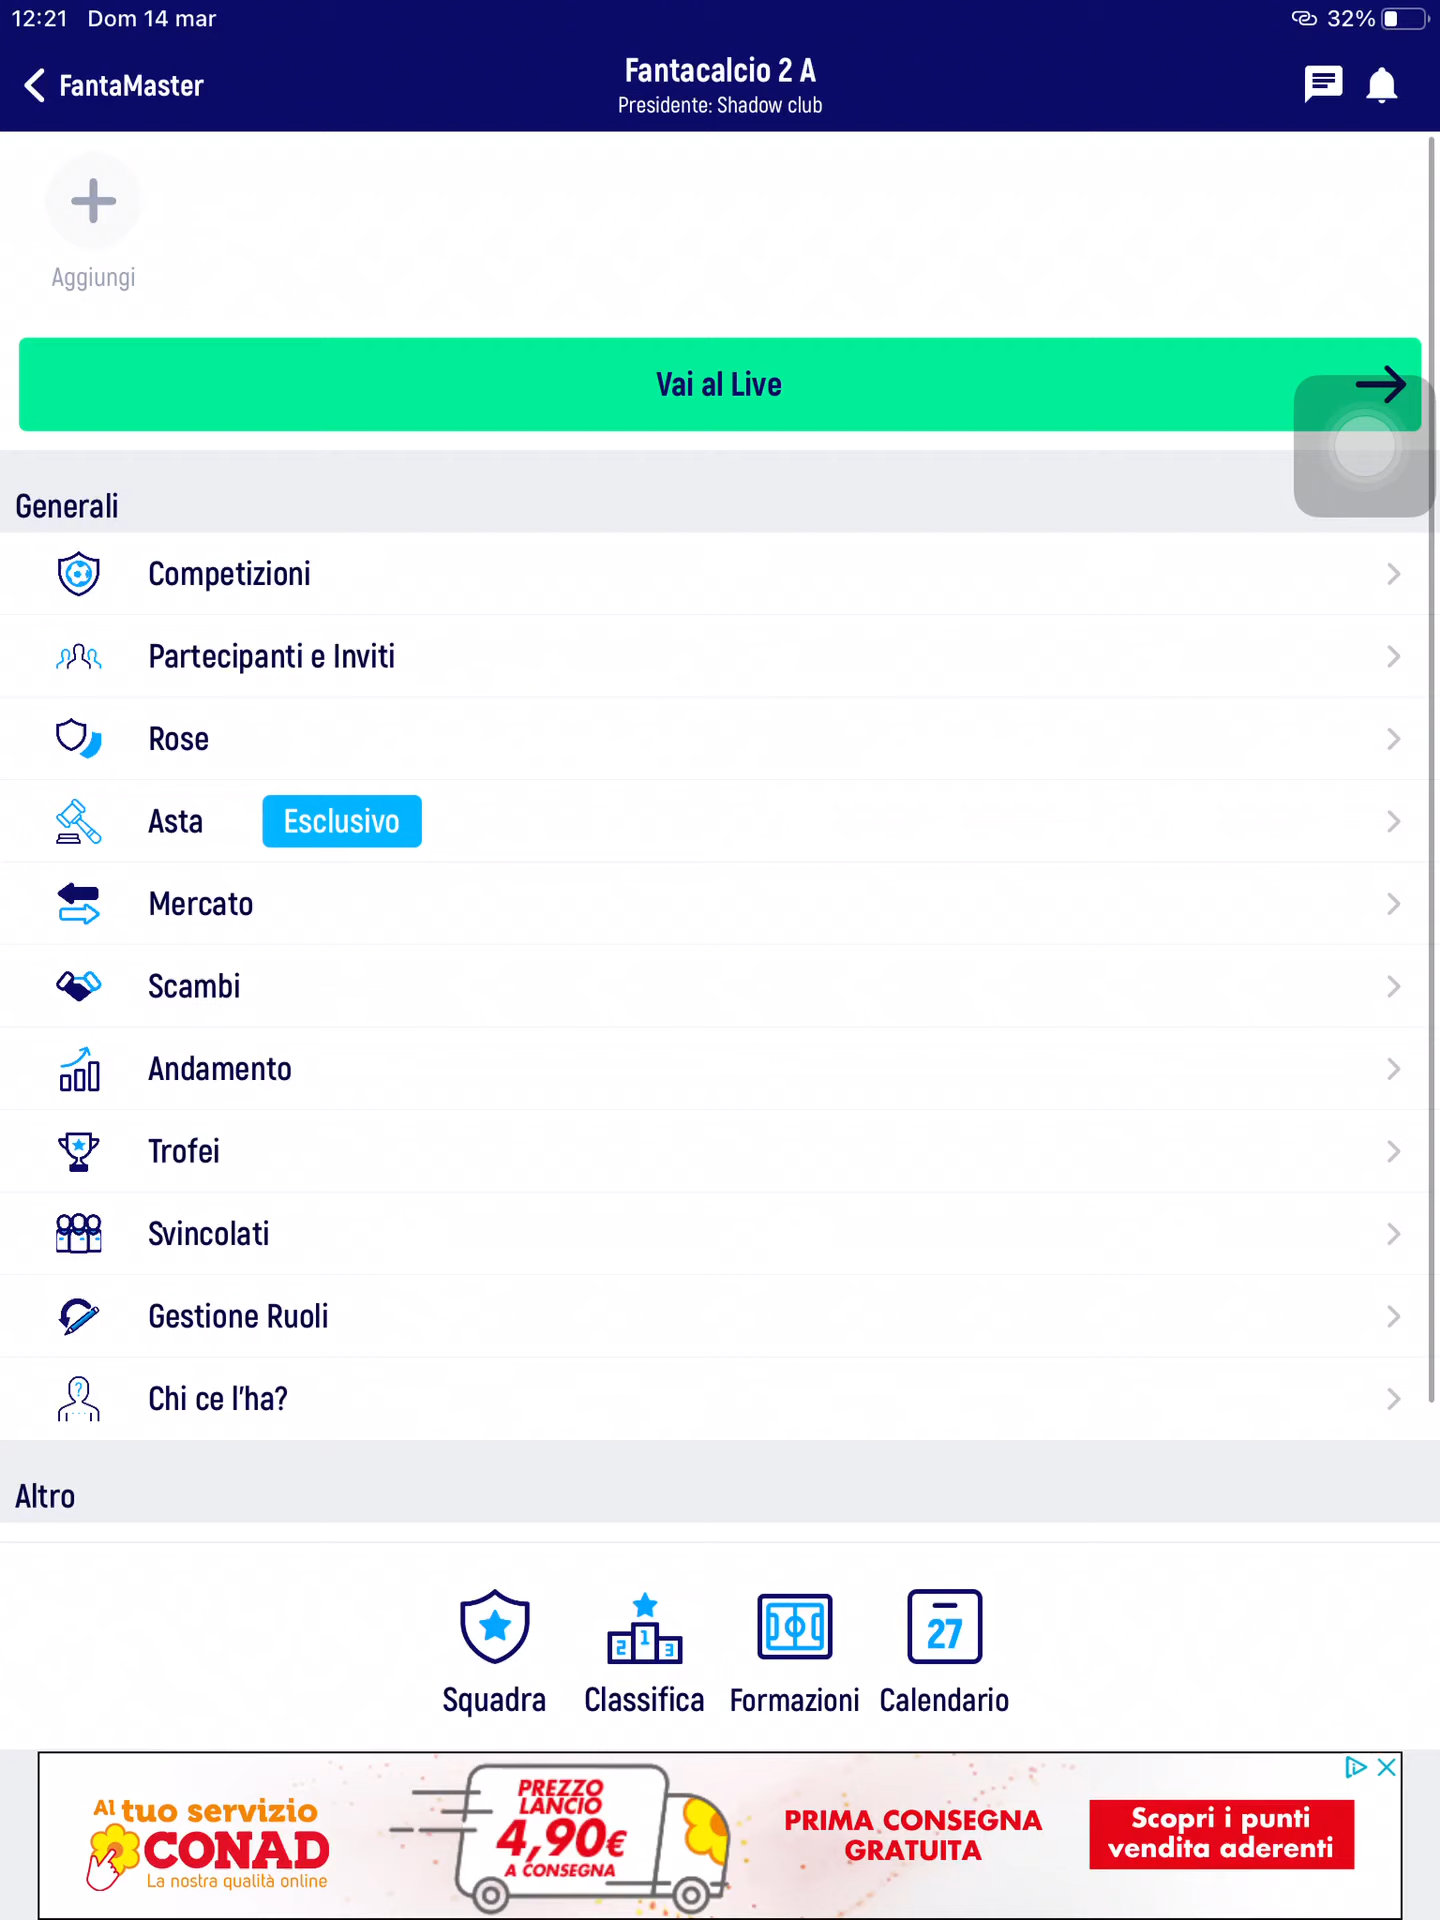 12:21 Dom 14 mar 32%
FantaMaster
Fantacalcio 2 A
Presidente: Shadow club
Aggiungi
Vai al Live
Generali
Competizioni
Partecipanti e Inviti
Rose
Asta Esclusivo
Mercato
Scambi
Andamento
Trofei
Svincolati
Gestione Ruoli
?
Chi ce l'ha?
Altro
2 1 3
27
Squadra Classifica Formazioni Calendario
Al tuo servizio
CONAD
La nostra qualità online
PREZZO
LANCIO
4,90€
A CONSEGNA
PRIMA CONSEGNA
GRATUITA
Scopri i punti
vendita aderenti